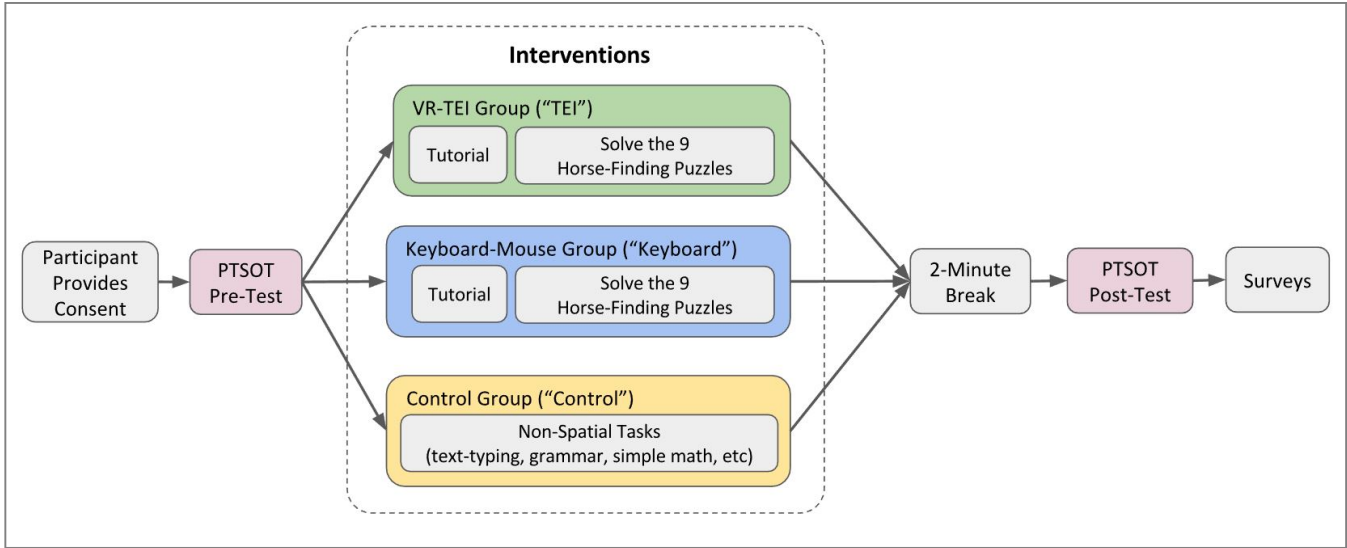 Interventions
Participant
Provides
Consent
PTSOT
Pre-Test
VR-TEI Group (“TEI”)
Tutorial
Solve the 9
Horse-Finding Puzzles
Keyboard-Mouse Group (“Keyboard”)
Tutorial
Solve the 9
Horse-Finding Puzzles
Control Group (“Control”)
Non-Spatial Tasks
(text-typing, grammar, simple math, etc)
2-Minute
Break
PTSOT
Post-Test
Surveys